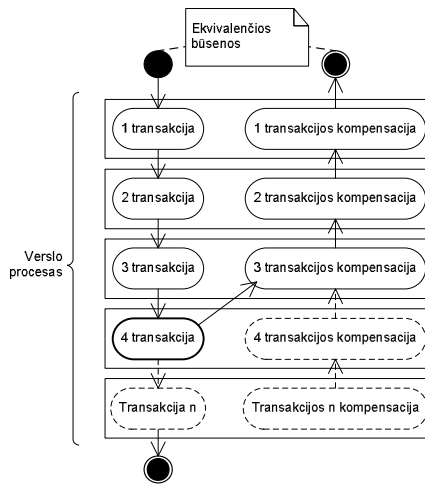 Ekvivalenčios
būsenos
1 transakcija
1 transakcijos kompensacija
2 transakcija
2 transakcijos kompensacija
Verslo
procesas
3 transakcija
3 transakcijos kompensacija
4 transakcija
4 transakcijos kompensacija
Transakcija n
Transakcijos n kompensacija